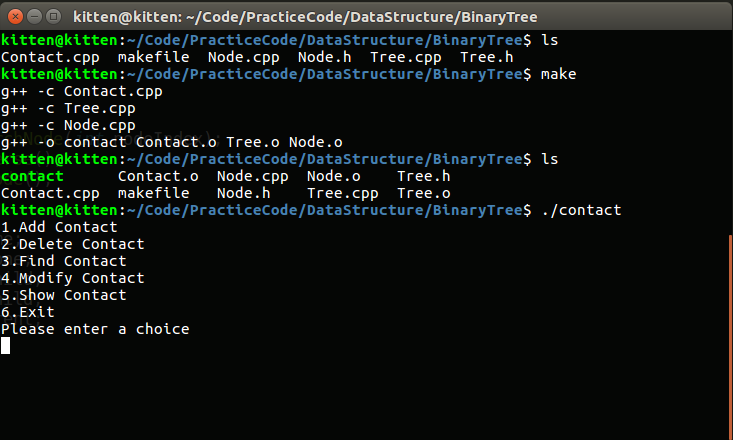 kitten@kitten: ~/Code/PracticeCode/DataStructure/BinaryTree
kitten@kitten:~/Code/PracticeCode/DataStructure/BinaryTree$ ls
Contact.cpp  makefile  Node.cpp  Node.h  Tree.cpp  Tree.h
kitten@kitten:~/Code/PracticeCode/DataStructure/BinaryTree$ make
g++ -c Contact.cpp
g++ -c Tree.cpp
g++ -c Node.cpp
g++ -o contact Contact.o Tree.o Node.o
kitten@kitten:~/Code/PracticeCode/DataStructure/BinaryTree$ ls
contact      Contact.o  Node.cpp  Node.o    Tree.h
Contact.cpp  makefile   Node.h    Tree.cpp  Tree.o
kitten@kitten:~/Code/PracticeCode/DataStructure/BinaryTree$ ./contact
1.Add Contact
2.Delete Contact
3.Find Contact
4.Modify Contact
5.Show Contact
6.Exit
Please enter a choice